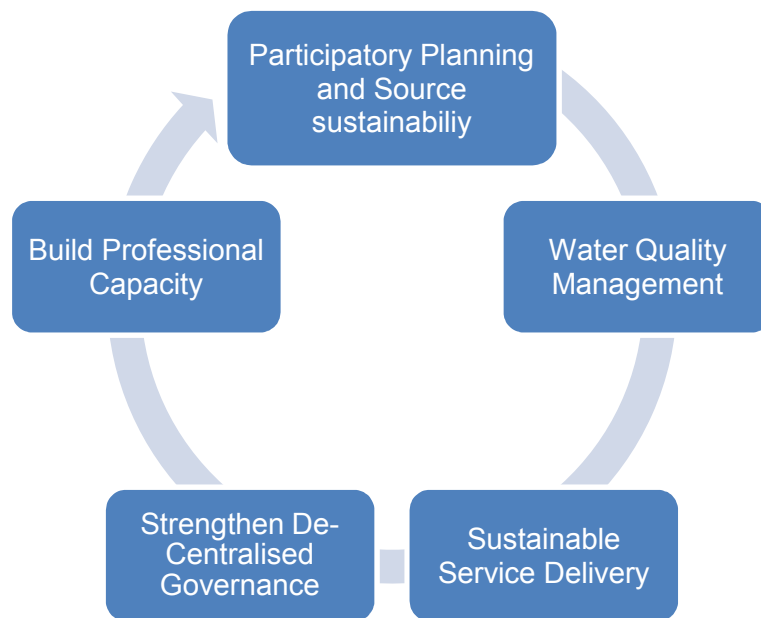 Participatory Planning
and Source
sustainabiliy
Water Quality
Management
Sustainable
Service Delivery
Strengthen De-
Centralised
Governance
Build Professional
Capacity